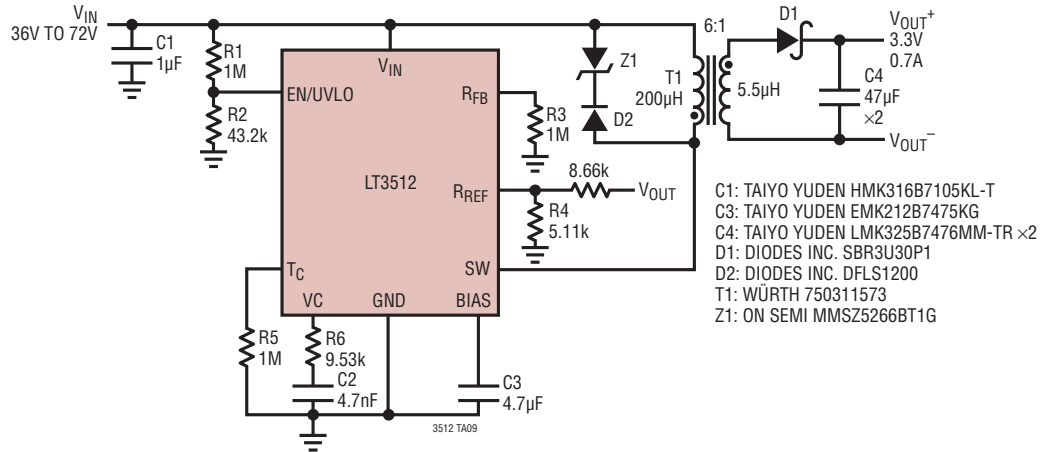 VIN
36V TO 72V
C1
1µF
R1
1M
R2
43.2k
VIN
EN/UVLO
RFB
LT3512
RREF
TC
SW
VC
GND
BIAS
R3
1M
8.66k
VOUT
R4
5.11k
Z1
D2
T1
200µH
6:1
5.5µH
D1
VOUT+
3.3V
0.7A
C4
47µF
×2
VOUT–
R5
1M
R6
9.53k
C2
4.7nF
C3
4.7µF
3512 TA09
C1: TAIYO YUDEN HMK316B7105KL-T
C3: TAIYO YUDEN EMK212B7475KG
C4: TAIYO YUDEN LMK325B7476MM-TR ×2
D1: DIODES INC. SBR3U30P1
D2: DIODES INC. DFLS1200
T1: WÜRTH 750311573
Z1: ON SEMI MMSZ5266BT1G